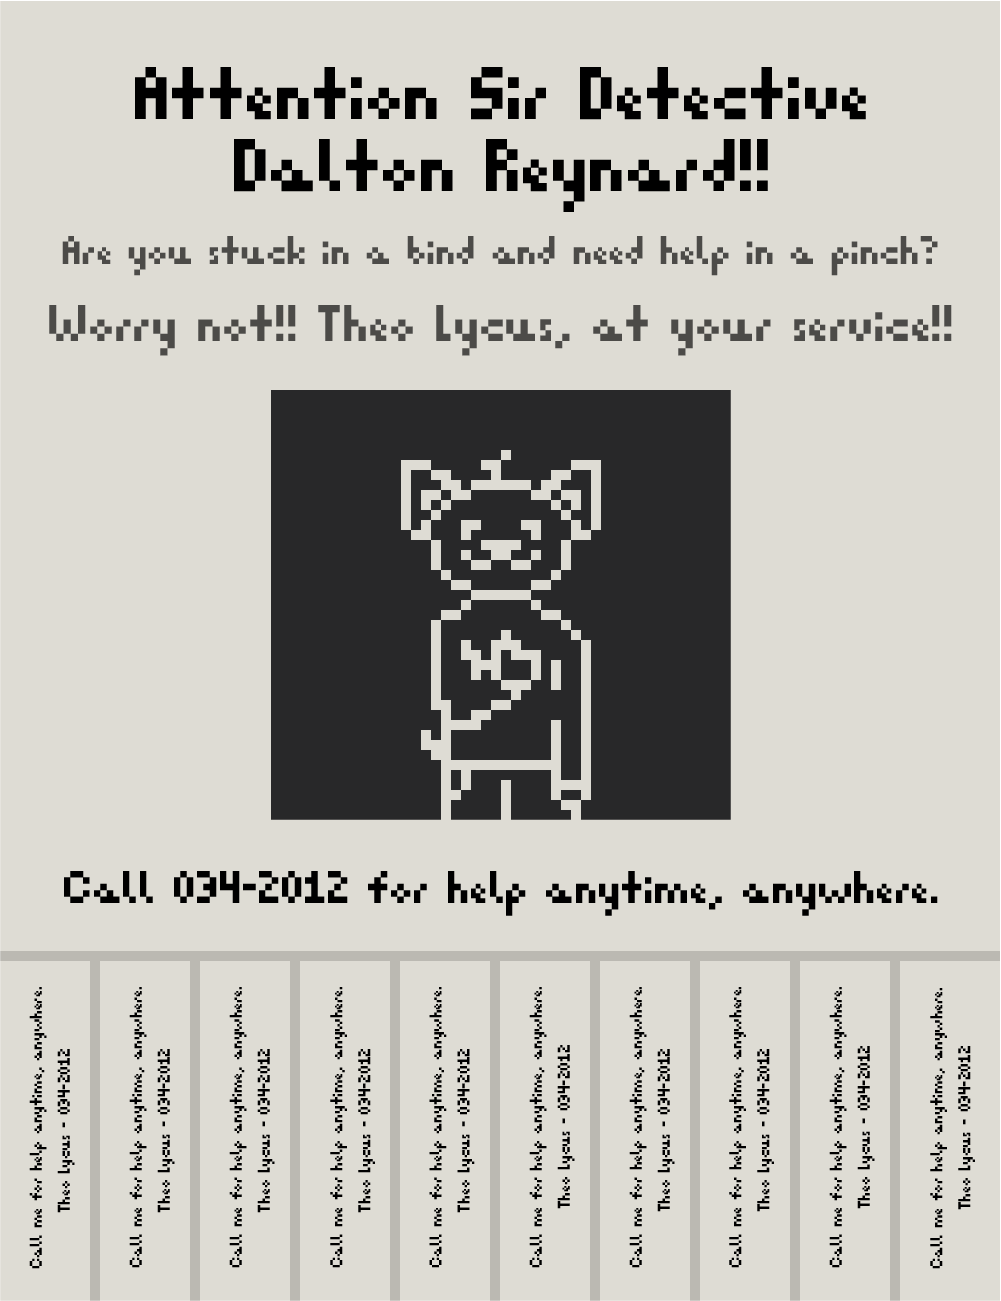 Attention Sir Detective
Dalton Reynard!!
Are you stuck in a bind and need help in a pinch?
Worry not!! Theo Lycus, at your service!!
Call 034-2012 for help anytime, anywhere.
Call me for help anytime, anywhere.
Theo Lycus - 034-2012
Call me for help anytime, anywhere.
Theo Lycus - 034-2012
Call me for help anytime, anywhere.
Theo Lycus - 034-2012
Call me for help anytime, anywhere.
Theo Lycus - 034-2012
Call me for help anytime, anywhere.
Theo Lycus - 034-2012
Call me for help anytime, anywhere.
Theo Lycus - 034-2012
Call me for help anytime, anywhere.
Theo Lycus - 034-2012
Call me for help anytime, anywhere.
Theo Lycus - 034-2012
Call me for help anytime, anywhere.
Theo Lycus - 034-2012
Call me for help anytime, anywhere.
Theo Lycus - 034-2012